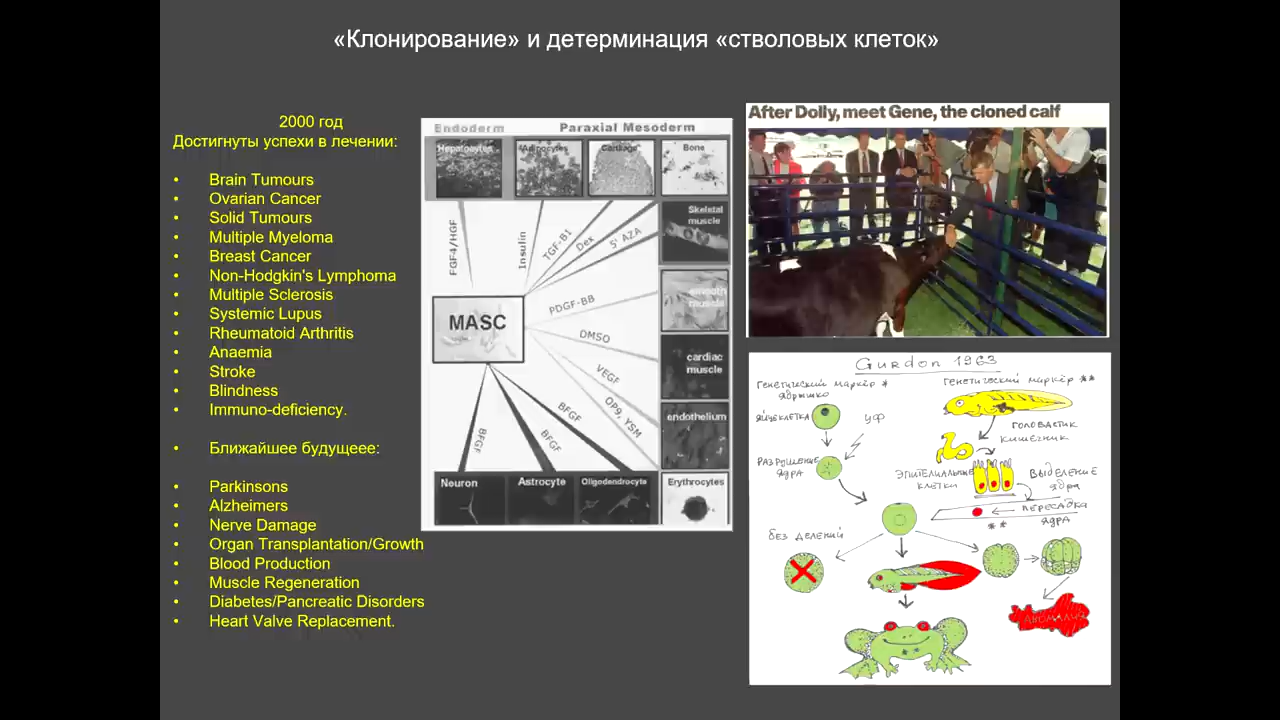 «Клонирование» и детерминация «стволовых клеток»
2000 год
Достигнуты успехи в лечении:
• Brain Tumours
• Ovarian Cancer
• Solid Tumours
• Multiple Myeloma
• Breast Cancer
• Non-Hodgkin's Lymphoma
• Multiple Sclerosis
• Systemic Lupus
• Rheumatoid Arthritis
• Anaemia
• Stroke
• Blindness
• Immuno-deficiency.
• Ближайшее будущеее:
• Parkinsons
• Alzheimers
• Nerve Damage
• Organ Transplantation/Growth
• Blood Production
• Muscle Regeneration
• Diabetes/Pancreatic Disorders
• Heart Valve Replacement.
Endoderm
Paraxial Mesoderm
Hepatocytes
Adipocytes
Cartilage
Bone
FGF4/HGF
Insulin
TGF-B1
Dex
5' AZA
Skeletal
muscle
PDGF-BB
smooth
muscle
MASC
DMSO
cardiac
muscle
VEGF
OP9, YSM
endothelium
BFGF
BFGF
BFGF
Neuron
Astrocyte
Oligodendrocyte
Erythrocytes
After Dolly, meet Gene, the cloned calf
Gurdon 1963
генетический маркер *
ядрышко
генетический маркер **
яйцеклетка
уф
головастик
кишечник
разрушение
ядра
эпителиальные
клетки
выделение
ядра
пересадка
ядра
**
без делений
аномалия